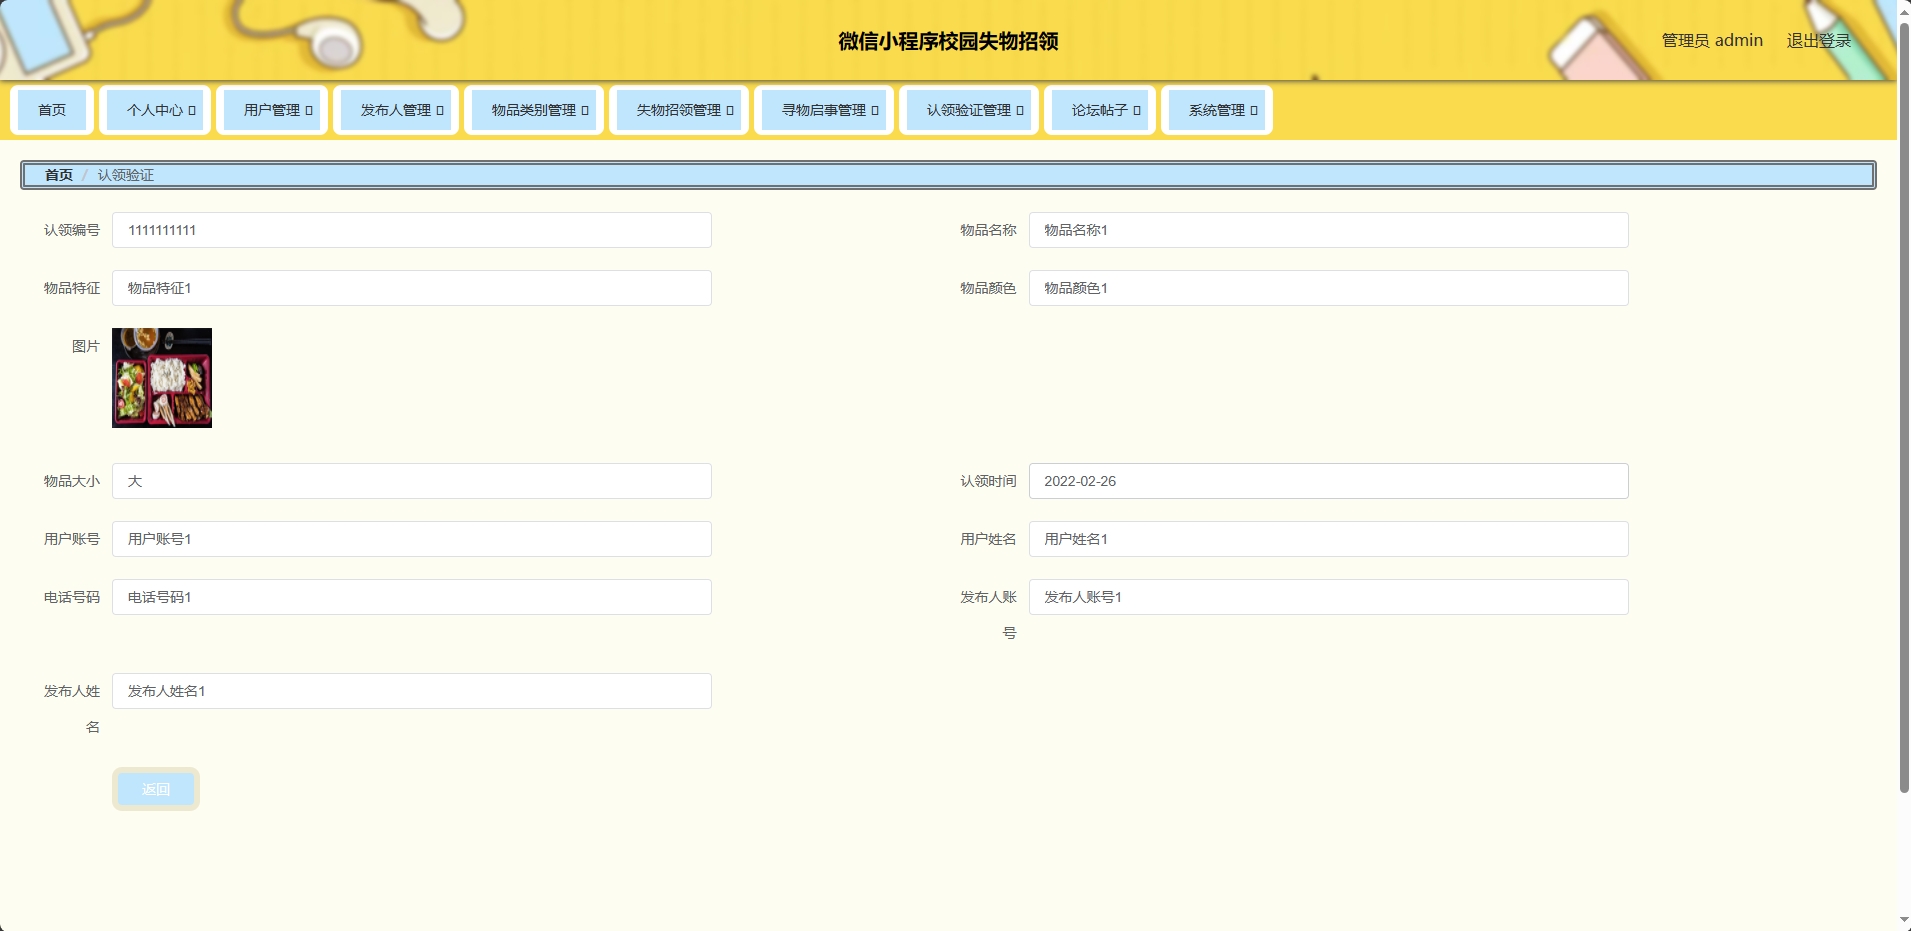 微信小程序校园失物招领
管理员 admin 退出登录
首页 个人中心 用户管理 发布人管理 物品类别管理 失物招领管理 寻物启事管理 认领验证管理 论坛帖子 系统管理
首页 / 认领验证
认领编号 1111111111 物品名称 物品名称1
物品特征 物品特征1 物品颜色 物品颜色1
图片
物品大小 大 认领时间 2022-02-26
用户账号 用户账号1 用户姓名 用户姓名1
电话号码 电话号码1 发布人账 发布人账号1
号
发布人姓 发布人姓名1
名
返回